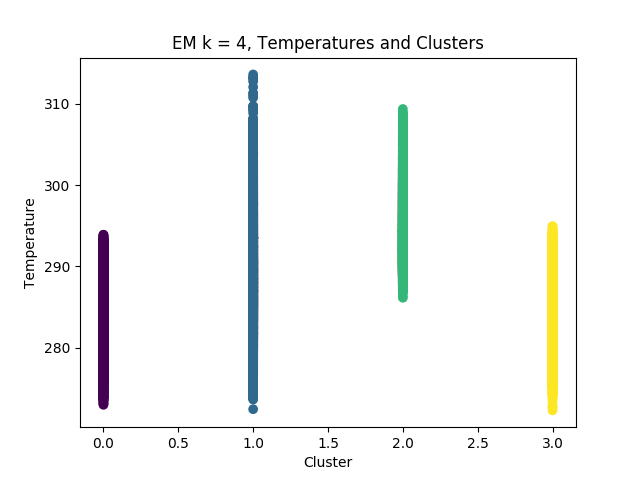 EM k = 4, Temperatures and Clusters
310
300
290
280
Temperature
0.0 0.5 1.0 1.5 2.0 2.5 3.0
Cluster